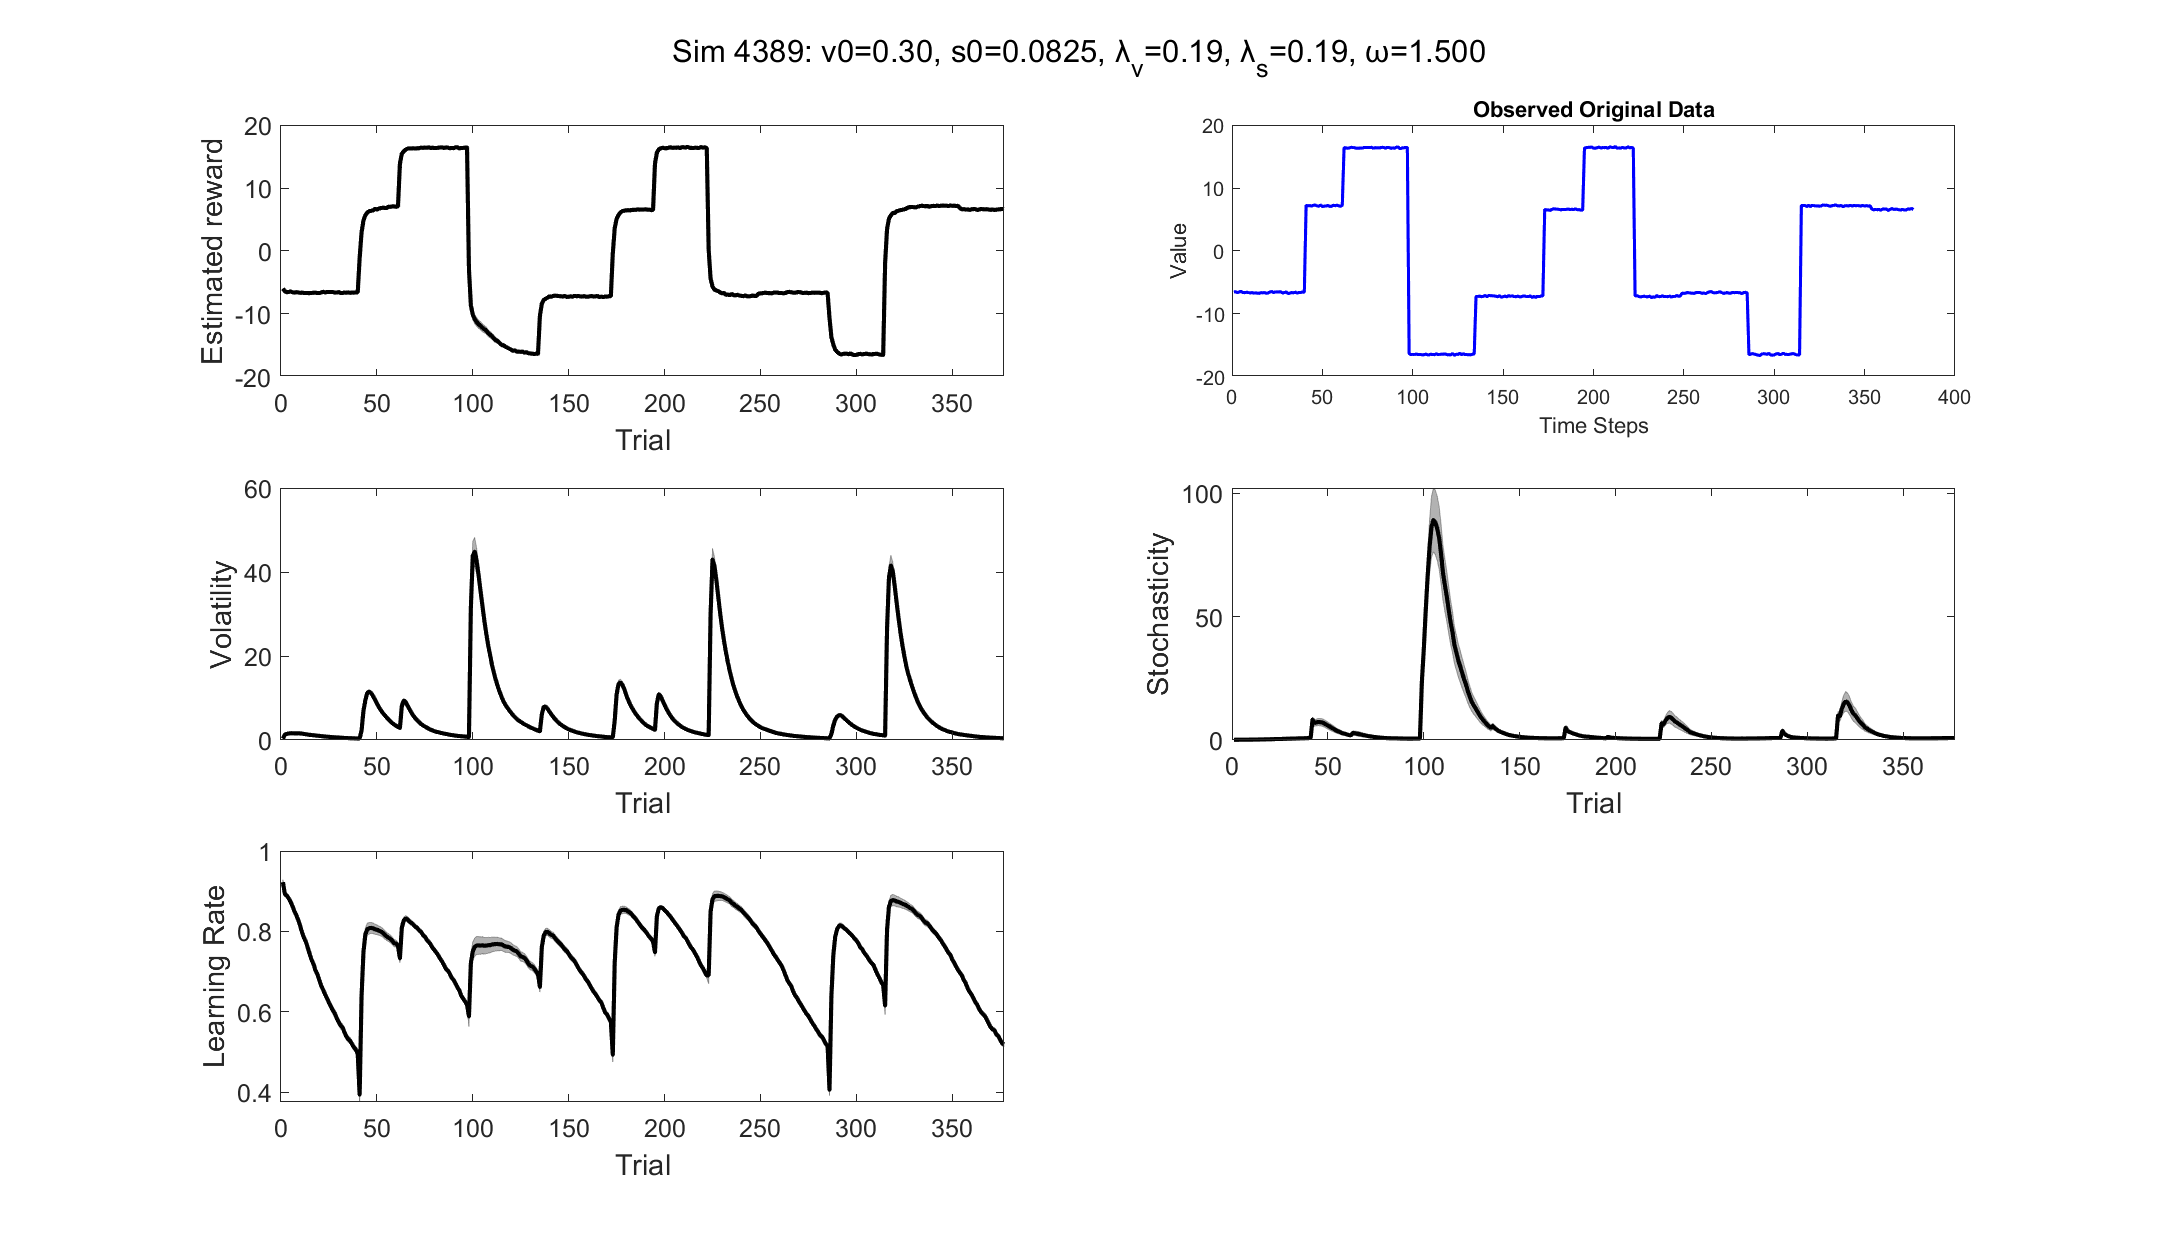 Sim 4389: v0=0.30, s0=0.0825, λv=0.19, λs=0.19, ω=1.500
20
10
0
-10
-20
Estimated reward
0 50 100 150 200 250 300 350
Trial
Observed Original Data
20
10
0
-10
-20
Value
0 50 100 150 200 250 300 350 400
Time Steps
60
40
20
0
Volatility
0 50 100 150 200 250 300 350
Trial
100
50
0
Stochasticity
0 50 100 150 200 250 300 350
Trial
1
0.8
0.6
0.4
Learning Rate
0 50 100 150 200 250 300 350
Trial